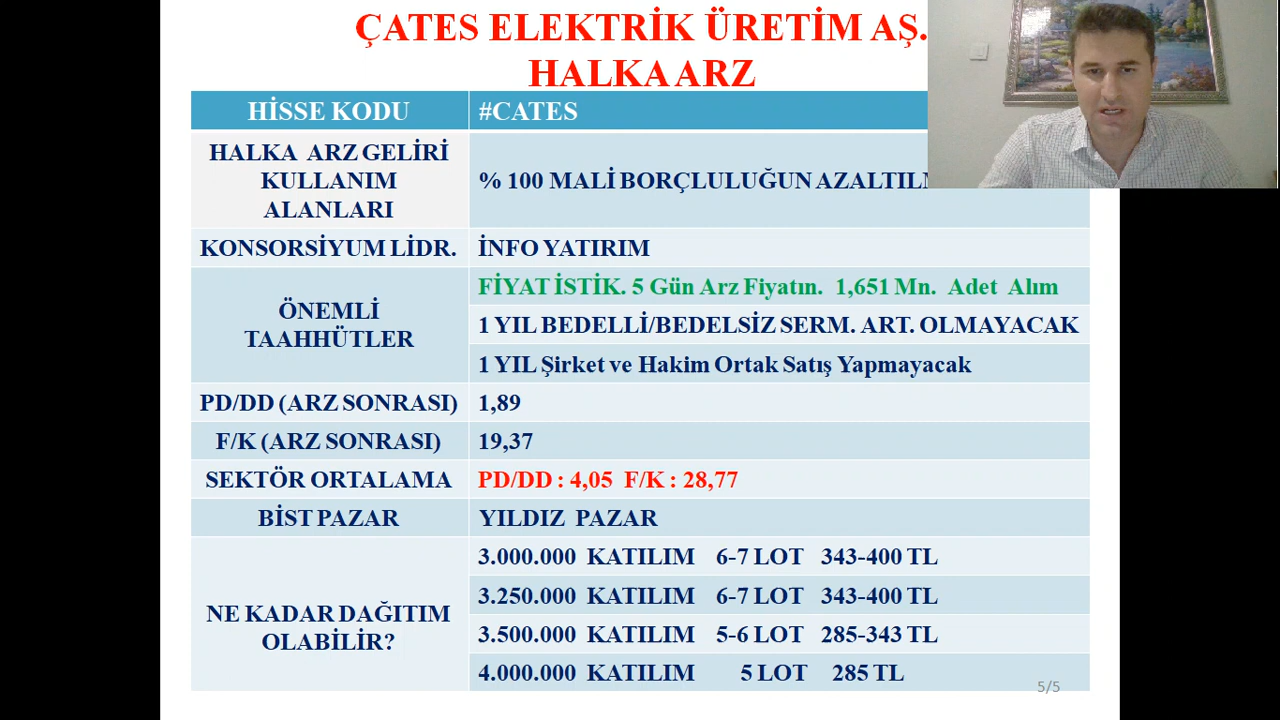 ÇATES ELEKTRİK ÜRETİM AŞ.
HALKA ARZ
HİSSE KODU
#CATES
HALKA ARZ GELİRİ
KULLANIM
ALANLARI
% 100 MALİ BORÇLULUĞUN
KONSORSİYUM LİDR.
İNFO YATIRIM
ÖNEMLİ
TAAHHÜTLER
FİYAT İSTİK. 5 Gün Arz Fiyatın. 1,651 Mn. Adet Alım
1 YIL BEDELLİ/BEDELSİZ SERM. ART. OLMAYACAK
1 YIL Şirket ve Hakim Ortak Satış Yapmayacak
PD/DD (ARZ SONRASI)
1,89
F/K (ARZ SONRASI)
19,37
SEKTÖR ORTALAMA
PD/DD : 4,05 F/K : 28,77
BİST PAZAR
YILDIZ PAZAR
NE KADAR DAĞITIM
OLABİLİR?
3.000.000 KATILIM 6-7 LOT 343-400 TL
3.250.000 KATILIM 6-7 LOT 343-400 TL
3.500.000 KATILIM 5-6 LOT 285-343 TL
4.000.000 KATILIM 5 LOT 285 TL
5/5